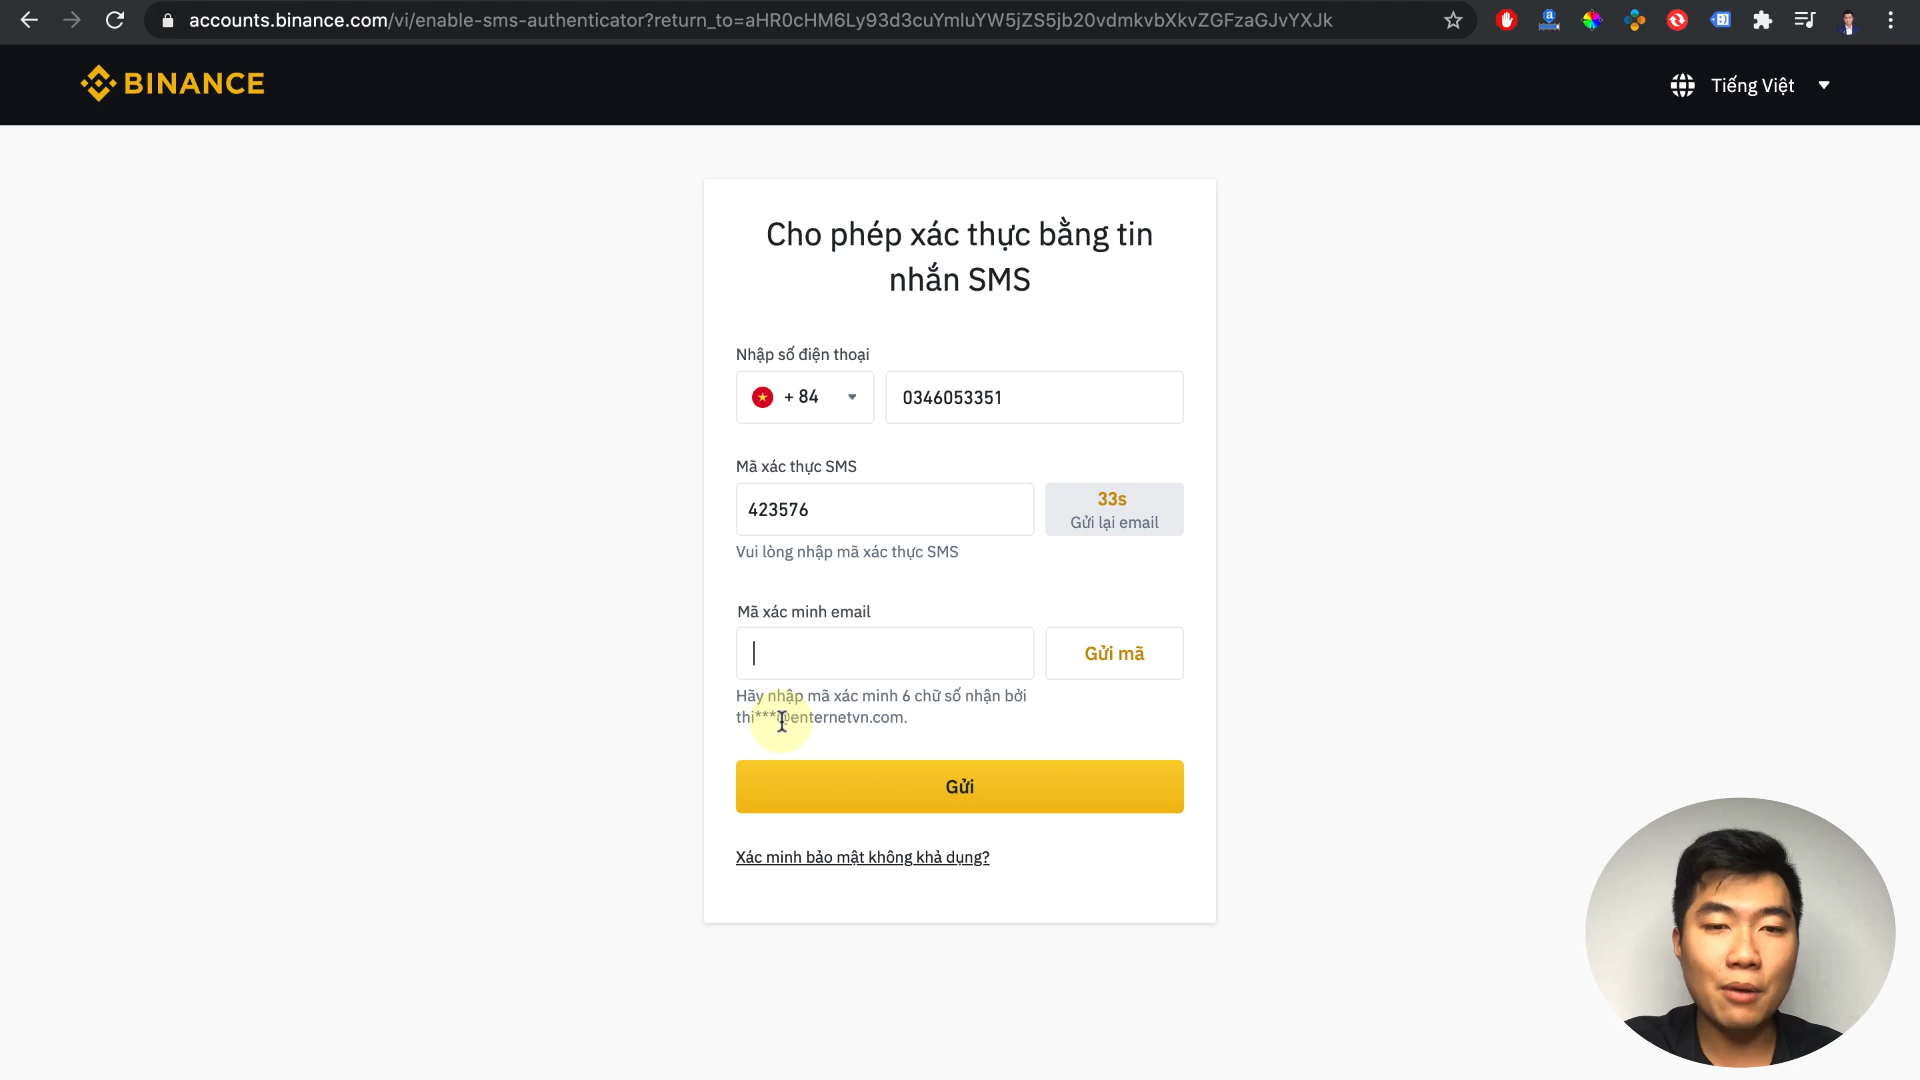 accounts.binance.com/vi/enable-sms-authenticator?return_to=aHR0cHM6Ly93d3cuYmluYW5jZS5jb20vdmkvbXkvZGFzaGJvYXJk
BINANCE
Tiếng Việt
Cho phép xác thực bằng tin
nhắn SMS
Nhập số điện thoại
+ 84
0346053351
Mã xác thực SMS
423576
33s
Gửi lại email
Vui lòng nhập mã xác thực SMS
Mã xác minh email
Gửi mã
Hãy nhập mã xác minh 6 chữ số nhận bởi
thi***@enternetvn.com.
Gửi
Xác minh bảo mật không khả dụng?